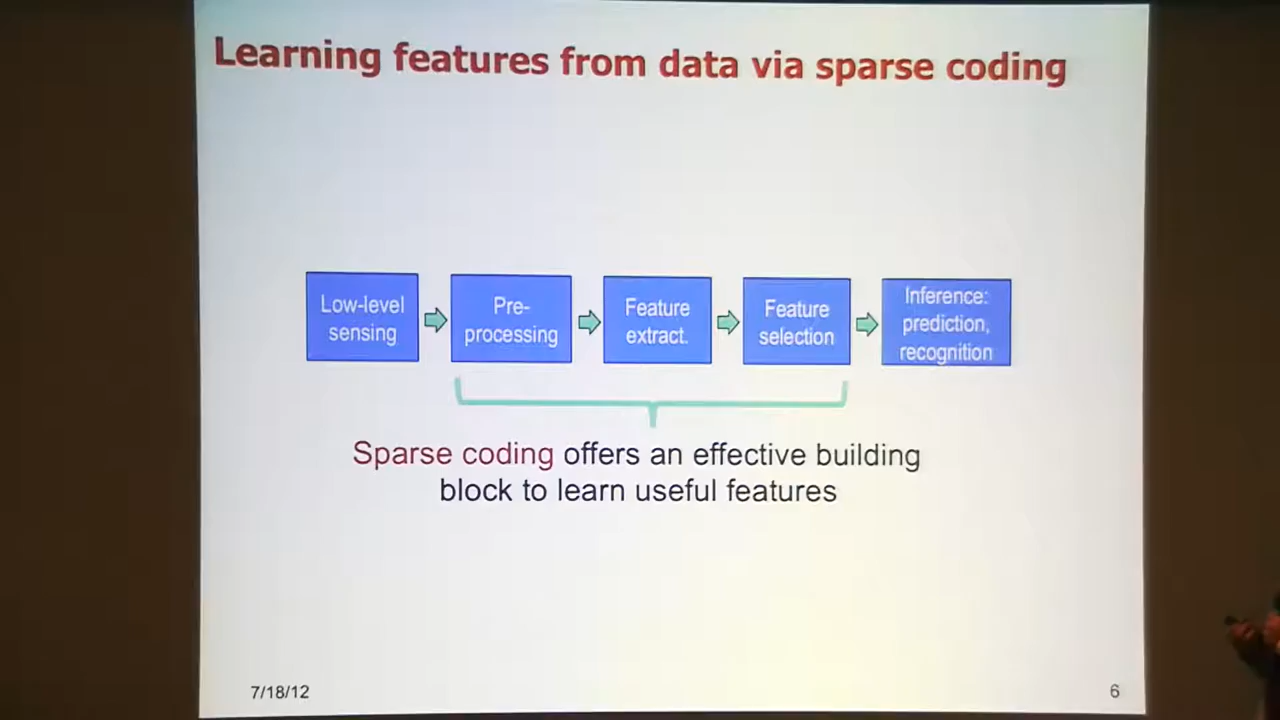 Learning features from data via sparse coding
Low-level
sensing
Pre-
processing
Feature
extract.
Feature
selection
Inference:
prediction,
recognition
Sparse coding offers an effective building
block to learn useful features
7/18/12
6